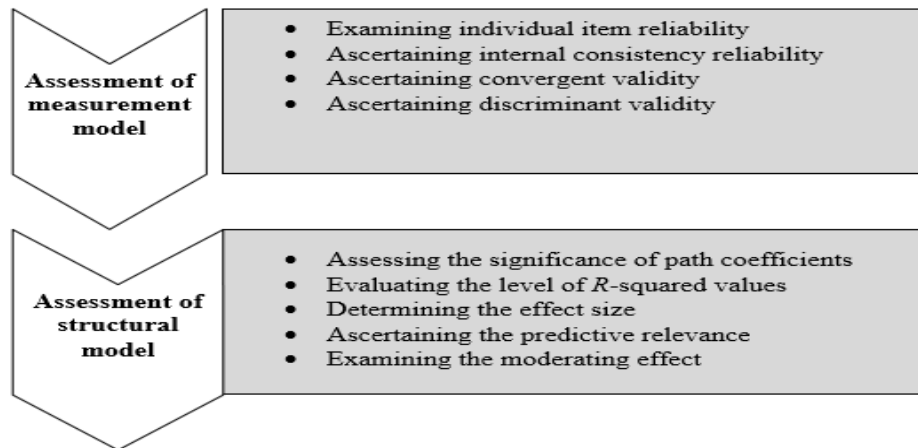 Assessment of
measurement
model
• Examining individual item reliability
• Ascertaining internal consistency reliability
• Ascertaining convergent validity
• Ascertaining discriminant validity
Assessment of
structural
model
• Assessing the significance of path coefficients
• Evaluating the level of R-squared values
• Determining the effect size
• Ascertaining the predictive relevance
• Examining the moderating effect